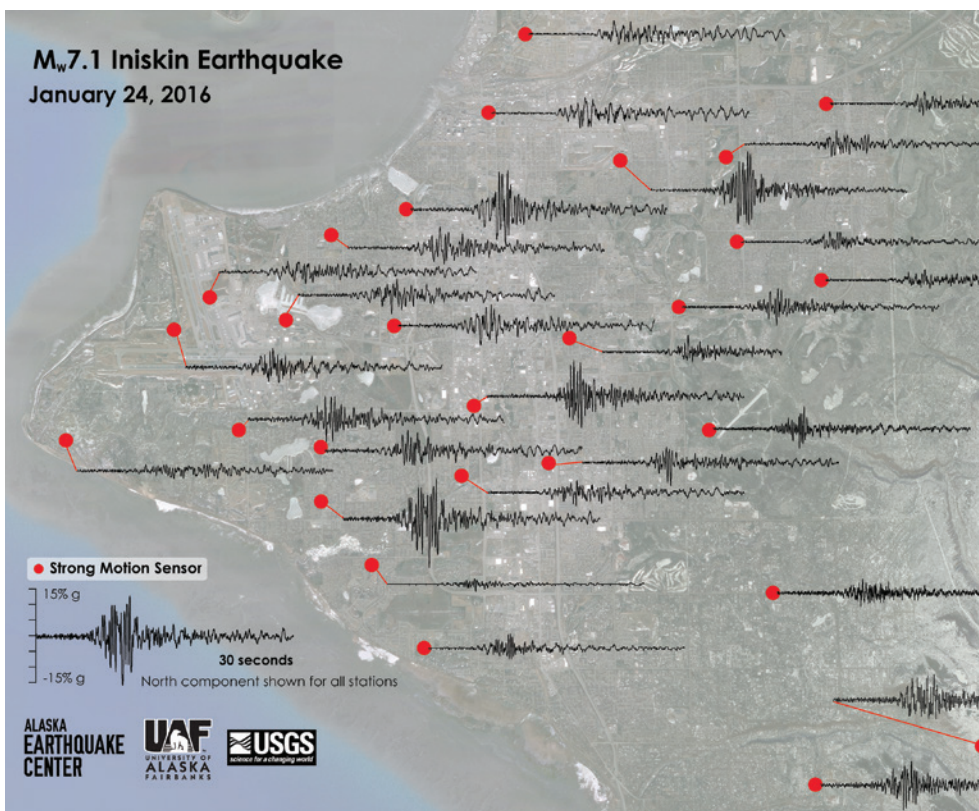 Mw7.1 Iniskin Earthquake
January 24, 2016
Strong Motion Sensor
15% g
-15% g
30 seconds
North component shown for all stations
ALASKA
EARTHQUAKE
CENTER
UAF
UNIVERSITY OF
ALASKA
FAIRBANKS
USGS
science for a changing world